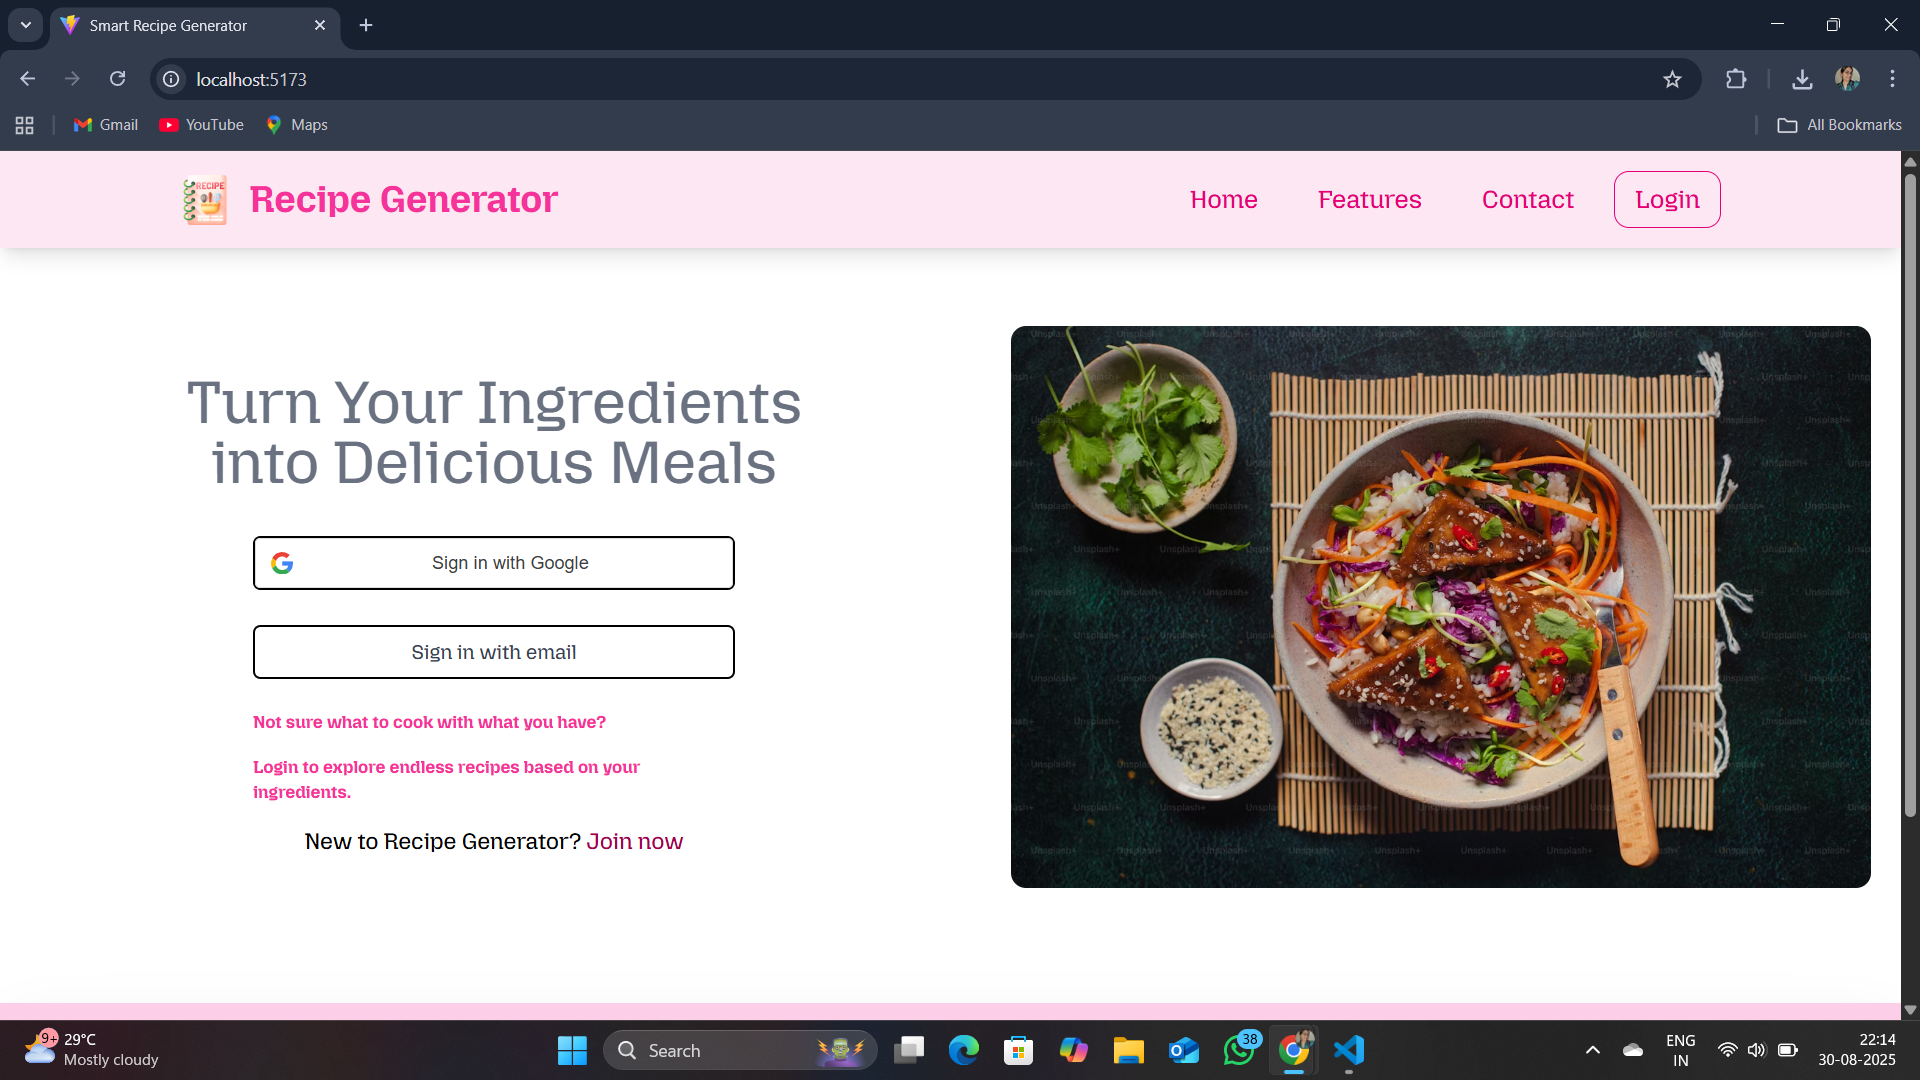 Smart Recipe Generator
localhost:5173
Gmail
YouTube
Maps
All Bookmarks
RECIPE
Recipe Generator
Home
Features
Contact
Login
Turn Your Ingredients
into Delicious Meals
Sign in with Google
Sign in with email
Not sure what to cook with what you have?
Login to explore endless recipes based on your
ingredients.
New to Recipe Generator? Join now
Unsplash+
9+
29°C
Mostly cloudy
Search
38
ENG
IN
22:14
30-08-2025